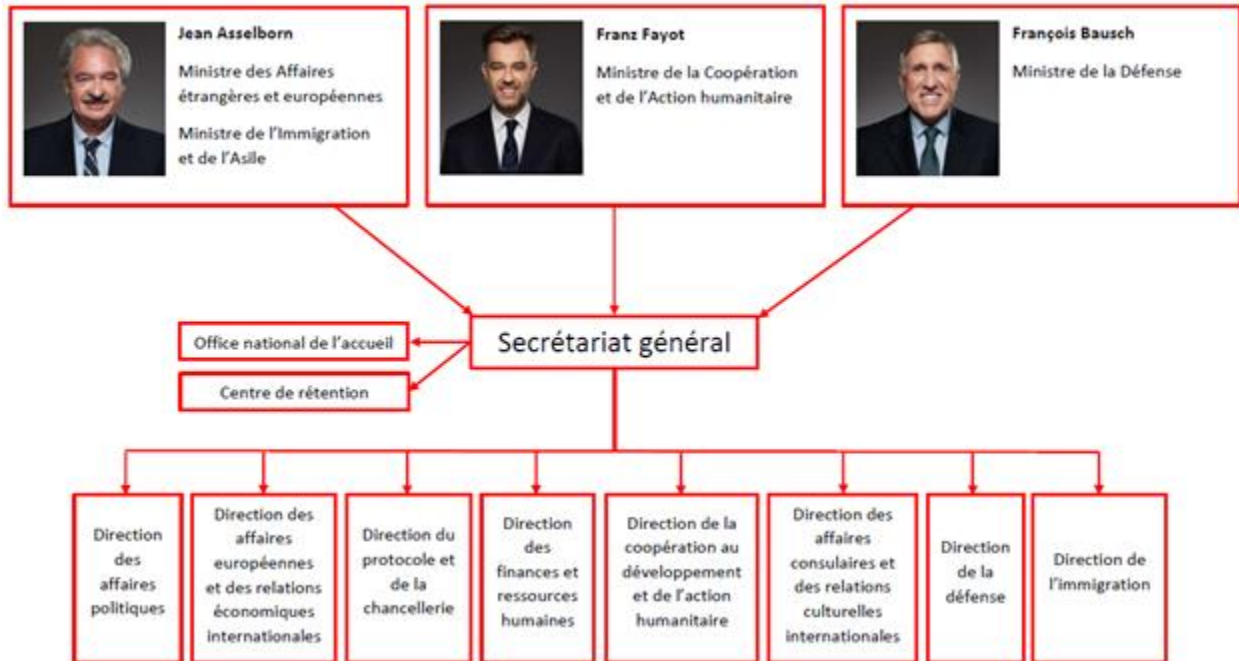 Jean Asselborn
Ministre des Affaires
étrangères et européennes
Ministre de l'Immigration
et de l'Asile
Franz Fayot
Ministre de la Coopération
et de l'Action humanitaire
François Bausch
Ministre de la Défense
Secrétariat général
Office national de l'accueil
Centre de rétention
Direction
des
affaires
politiques
Direction des
affaires
européennes
et des relations
économiques
internationales
Direction du
protocole et
de la
chancellerie
Direction
des
finances et
ressources
humaines
Direction de la
coopération au
développement
et de l'action
humanitaire
Direction des
affaires
consulaires et
des relations
culturelles
internationales
Direction
de la
défense
Direction de
l'immigration